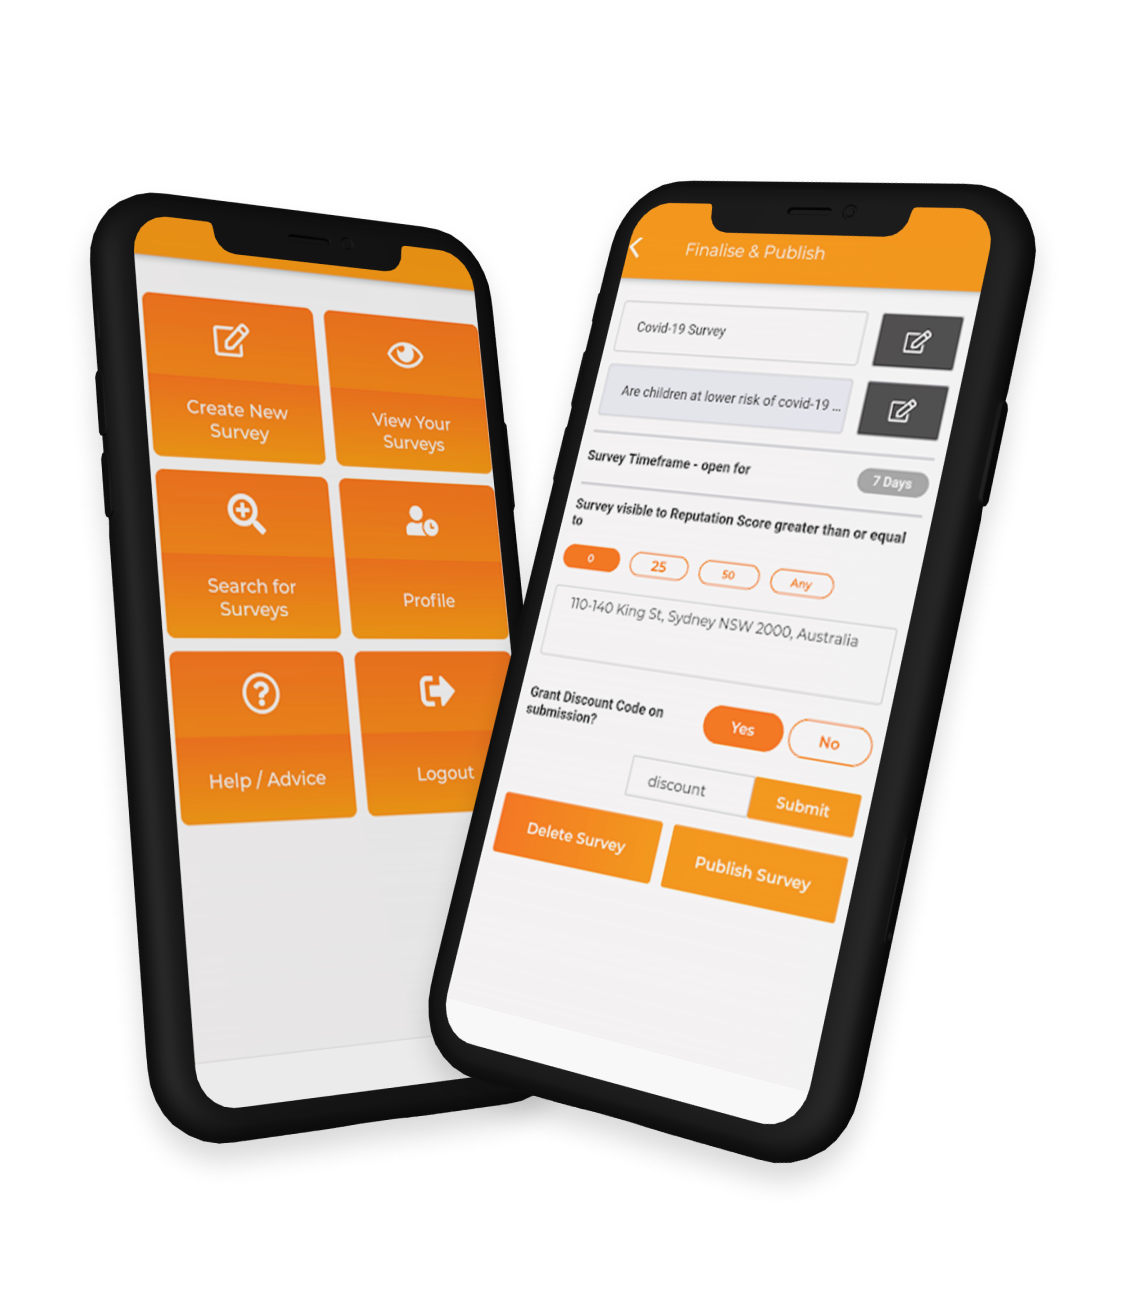 Create New
Survey
View Your
Surveys
Search for
Surveys
Profile
Help / Advice
Logout
Finalise & Publish
Covid-19 Survey
Are children at lower risk of covid-19 ...
Survey Timeframe - open for
7 Days
Survey visible to Reputation Score greater than or equal
to
0
25
50
Any
110-140 King St, Sydney NSW 2000, Australia
Grant Discount Code on
submission?
Yes
No
discount
Submit
Delete Survey
Publish Survey